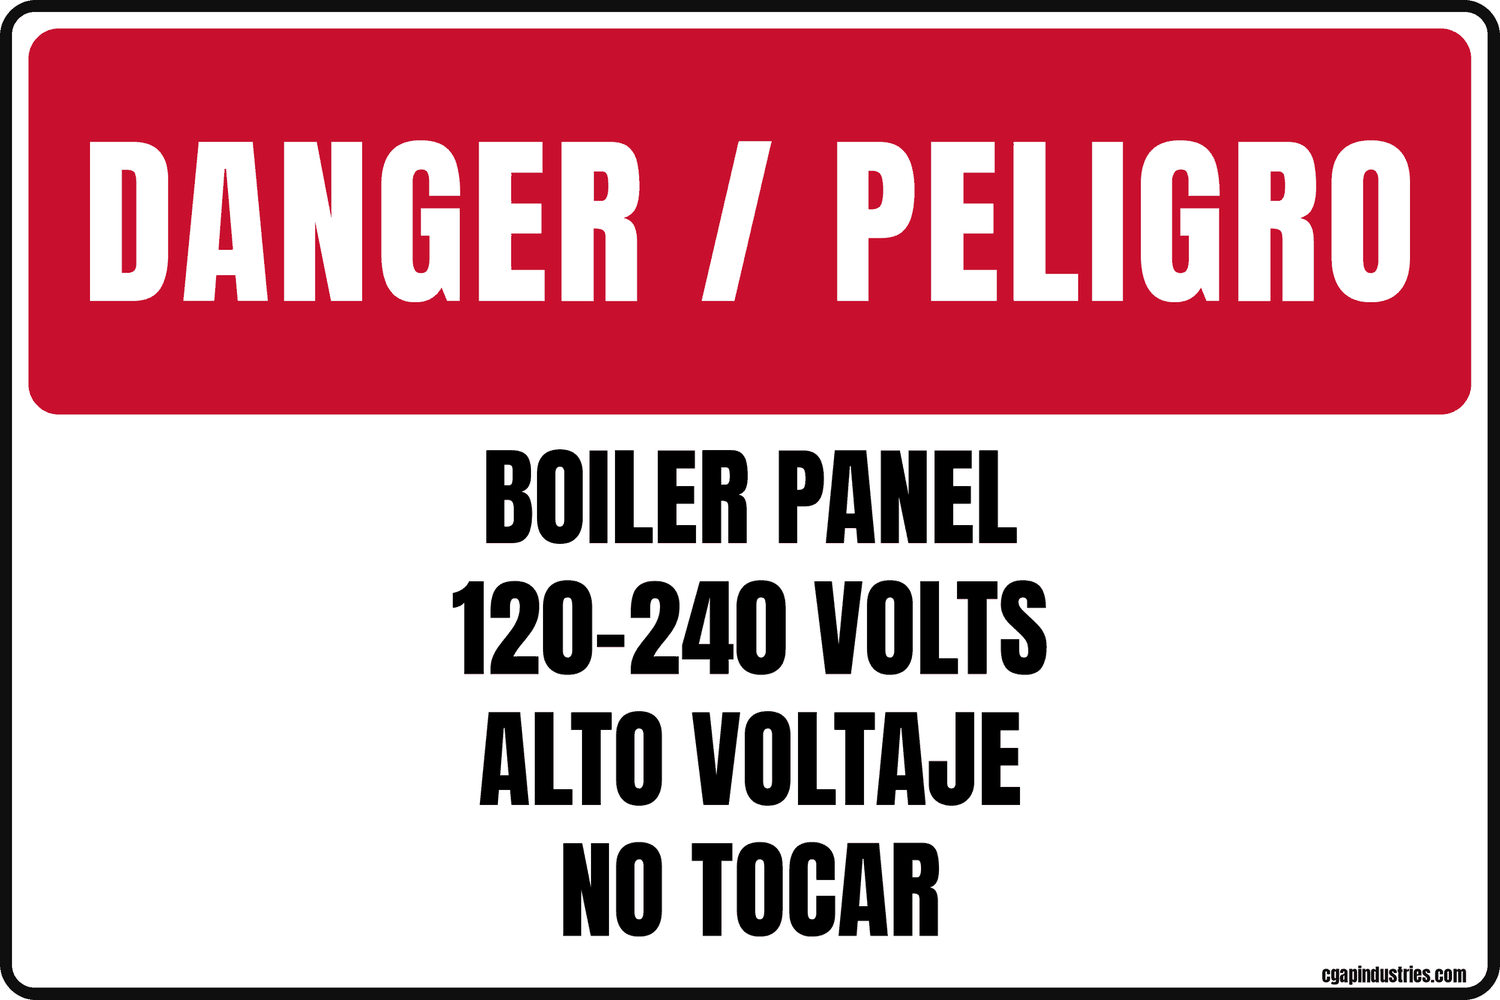 DANGER / PELIGRO
BOILER PANEL
120-240 VOLTS
ALTO VOLTAJE
NO TOCAR
cgapindustries.com